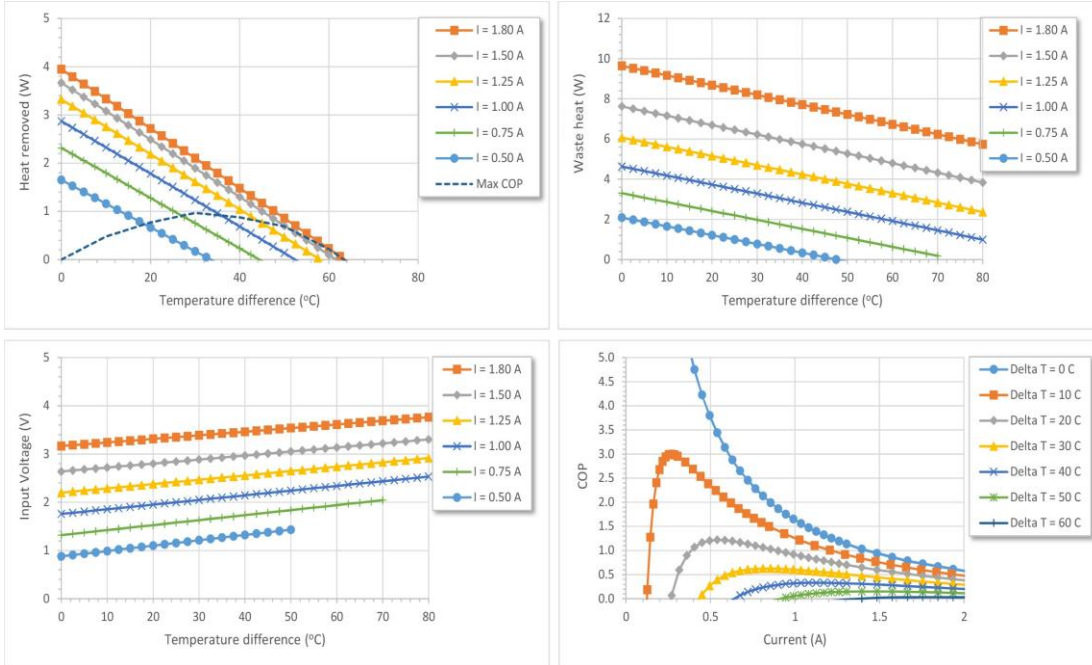 5
4
3
2
1
0
Heat removed (W)
0
20
40
60
80
Temperature difference (°C)
I = 1.80 A
I = 1.50 A
I = 1.25 A
I = 1.00 A
I = 0.75 A
I = 0.50 A
Max COP
12
10
8
6
4
2
0
Waste heat (W)
0
10
20
30
40
50
60
70
80
Temperature difference (°C)
I = 1.80 A
I = 1.50 A
I = 1.25 A
I = 1.00 A
I = 0.75 A
I = 0.50 A
5
4
3
2
1
0
Input Voltage (V)
0
10
20
30
40
50
60
70
80
Temperature difference (°C)
I = 1.80 A
I = 1.50 A
I = 1.25 A
I = 1.00 A
I = 0.75 A
I = 0.50 A
5.0
4.5
4.0
3.5
3.0
2.5
2.0
1.5
1.0
0.5
0.0
COP
0
0.5
1
1.5
2
Current (A)
Delta T = 0 C
Delta T = 10 C
Delta T = 20 C
Delta T = 30 C
Delta T = 40 C
Delta T = 50 C
Delta T = 60 C